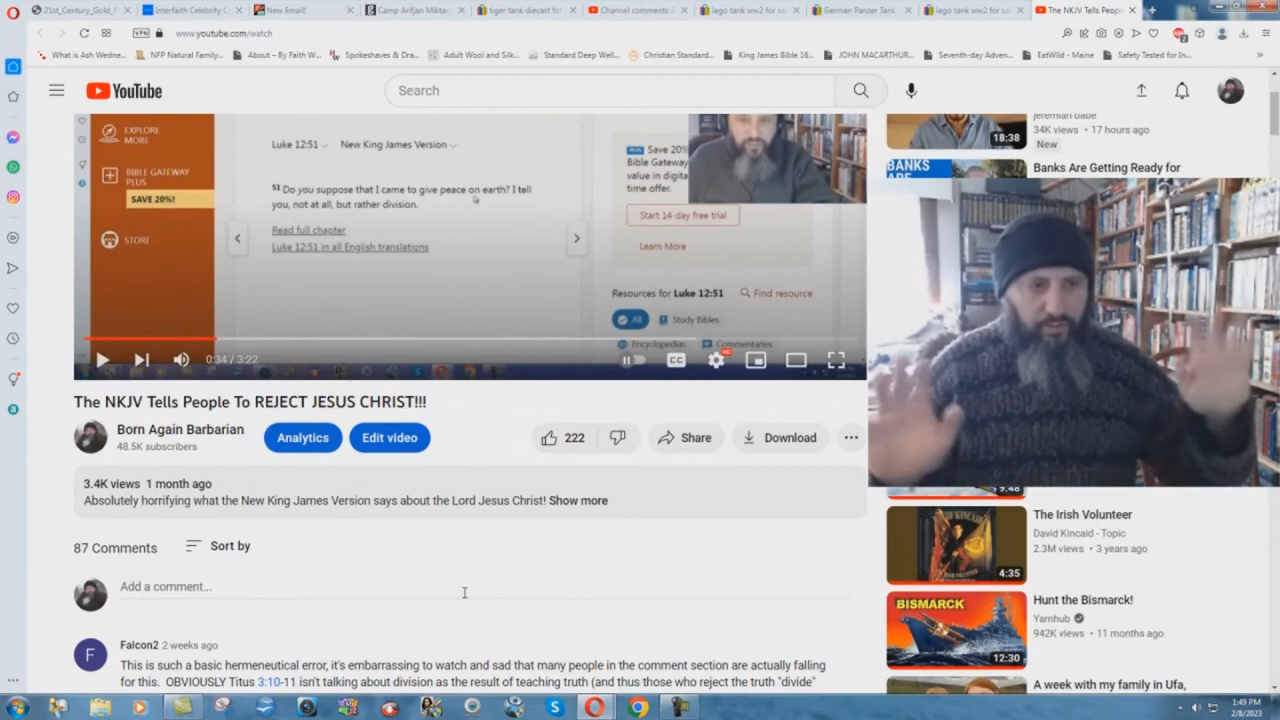 21st_Century_Gold_R
Interfaith Celebrity C
New Email!
Camp Arifjan Military
tiger tank diecast fo
Channel comments &
lego tank ww2 for sa
German Panzer Tank
lego tank ww2 for sa
The NKJV Tells Peopl
VPN
www.youtube.com/watch
2
What is Ash Wedne...
NFP Natural Family...
About – By Faith W...
Spokeshaves & Dra...
Adult Wool and Silk...
Standard Deep Well...
Christian Standard...
King James Bible 16...
JOHN MACARTHUR...
Seventh-day Adven...
EatWild - Maine
Safety Tested for In...
»
YouTube
Search
EXPLORE
MORE
BIBLE GATEWAY
PLUS
SAVE 20%!
STORE
Luke 12:51
New King James Version
51 Do you suppose that I came to give peace on earth? I tell
you, not at all, but rather division.
Read full chapter
Luke 12:51 in all English translations
PLUS Save 20%
Bible Gateway
value in digita
time offer.
Start 14-day free trial
Learn More
Resources for Luke 12:51
Find resource
All
Study Bibles
Encyclopedias
Commentaries
0:34 / 3:22
CC
HD
The NKJV Tells People To REJECT JESUS CHRIST!!!
Born Again Barbarian
48.5K subscribers
Analytics
Edit video
222
Share
Download
3.4K views 1 month ago
Absolutely horrifying what the New King James Version says about the Lord Jesus Christ! Show more
87 Comments
Sort by
Add a comment...
F
Falcon2 2 weeks ago
This is such a basic hermeneutical error, it's embarrassing to watch and sad that many people in the comment section are actually falling
for this. OBVIOUSLY Titus 3:10-11 isn't talking about division as the result of teaching truth (and thus those who reject the truth "divide"
18:38
jeremiah babe
34K views • 17 hours ago
New
BANKS
ARE
Banks Are Getting Ready for
9:48
4:35
The Irish Volunteer
David Kincaid - Topic
2.3M views • 3 years ago
BISMARCK
12:30
Hunt the Bismarck!
Yarnhub
942K views • 11 months ago
A week with my family in Ufa,
1:49 PM
2/8/2023